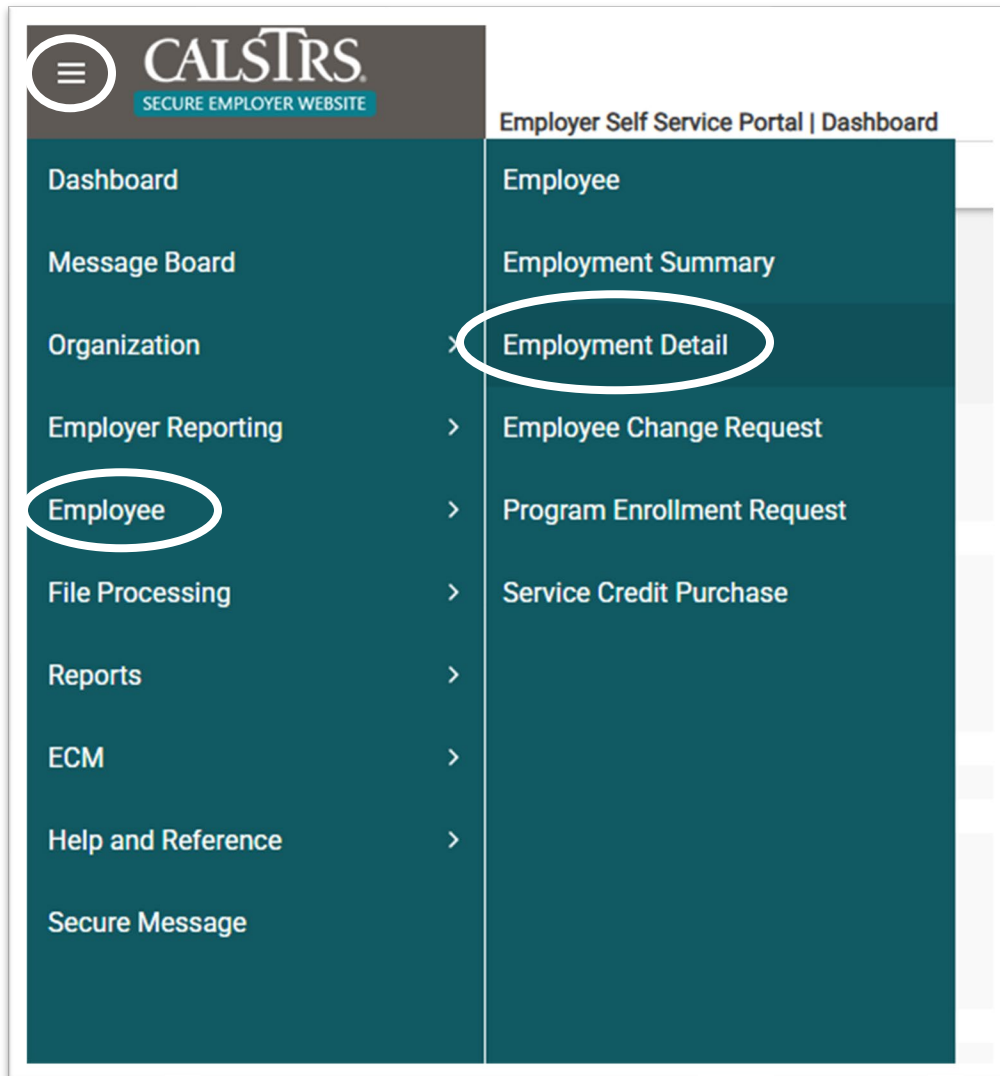 CALSTRS.
SECURE EMPLOYER WEBSITE
Employer Self Service Portal | Dashboard
Dashboard
Message Board
Organization
Employer Reporting
Employee
File Processing
Reports
ECM
Help and Reference
Secure Message
Employee
Employment Summary
Employment Detail
Employee Change Request
Program Enrollment Request
Service Credit Purchase